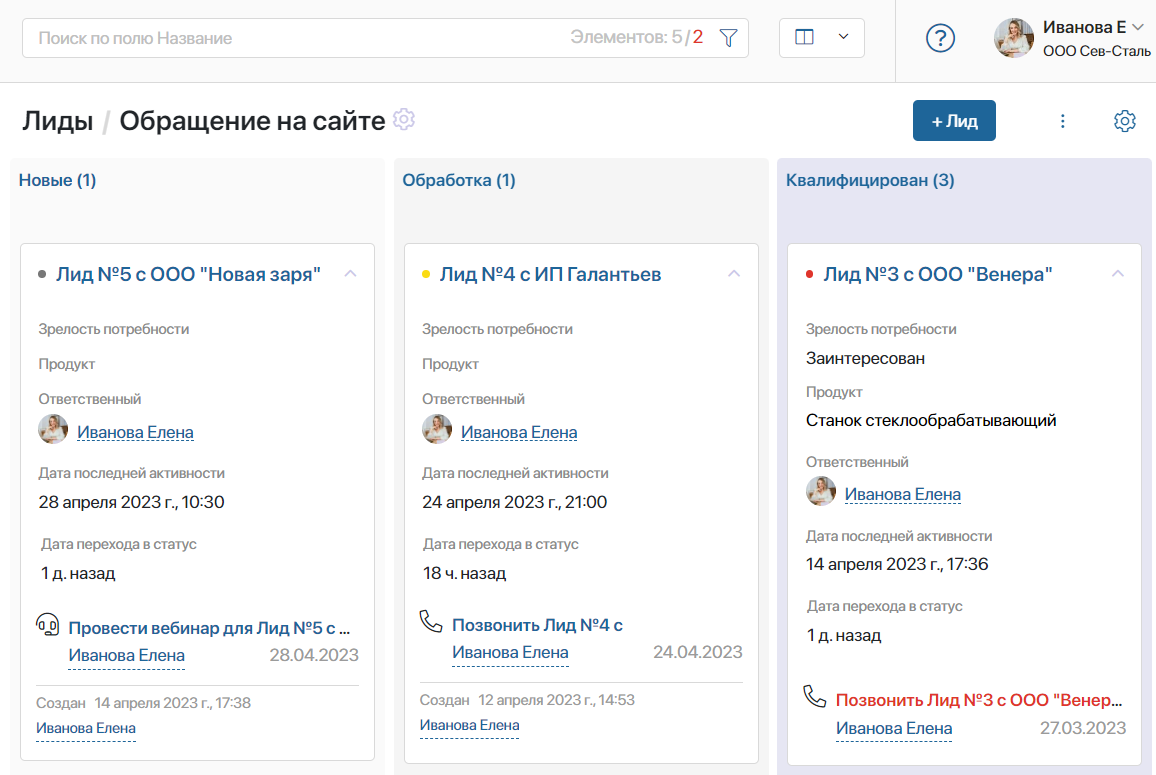 Поиск по полю Название
Элементов: 5/2
?
Иванова Е
ООО Сев-Сталь
Лиды / Обращение на сайте
+ Лид
Новые (1)
Лид №5 с ООО "Новая заря"
Зрелость потребности
Продукт
Ответственный
Иванова Елена
Дата последней активности
28 апреля 2023 г., 10:30
Дата перехода в статус
1 д. назад
Провести вебинар для Лид №5 с ...
Иванова Елена 28.04.2023
Создан 14 апреля 2023 г., 17:38
Иванова Елена
Обработка (1)
Лид №4 с ИП Галантьев
Зрелость потребности
Продукт
Ответственный
Иванова Елена
Дата последней активности
24 апреля 2023 г., 21:00
Дата перехода в статус
18 ч. назад
Позвонить Лид №4 с
Иванова Елена 24.04.2023
Создан 12 апреля 2023 г., 14:53
Иванова Елена
Квалифицирован (3)
Лид №3 с ООО "Венера"
Зрелость потребности
Заинтересован
Продукт
Станок стеклообрабатывающий
Ответственный
Иванова Елена
Дата последней активности
14 апреля 2023 г., 17:36
Дата перехода в статус
1 д. назад
Позвонить Лид №3 с ООО "Венер...
Иванова Елена 27.03.2023